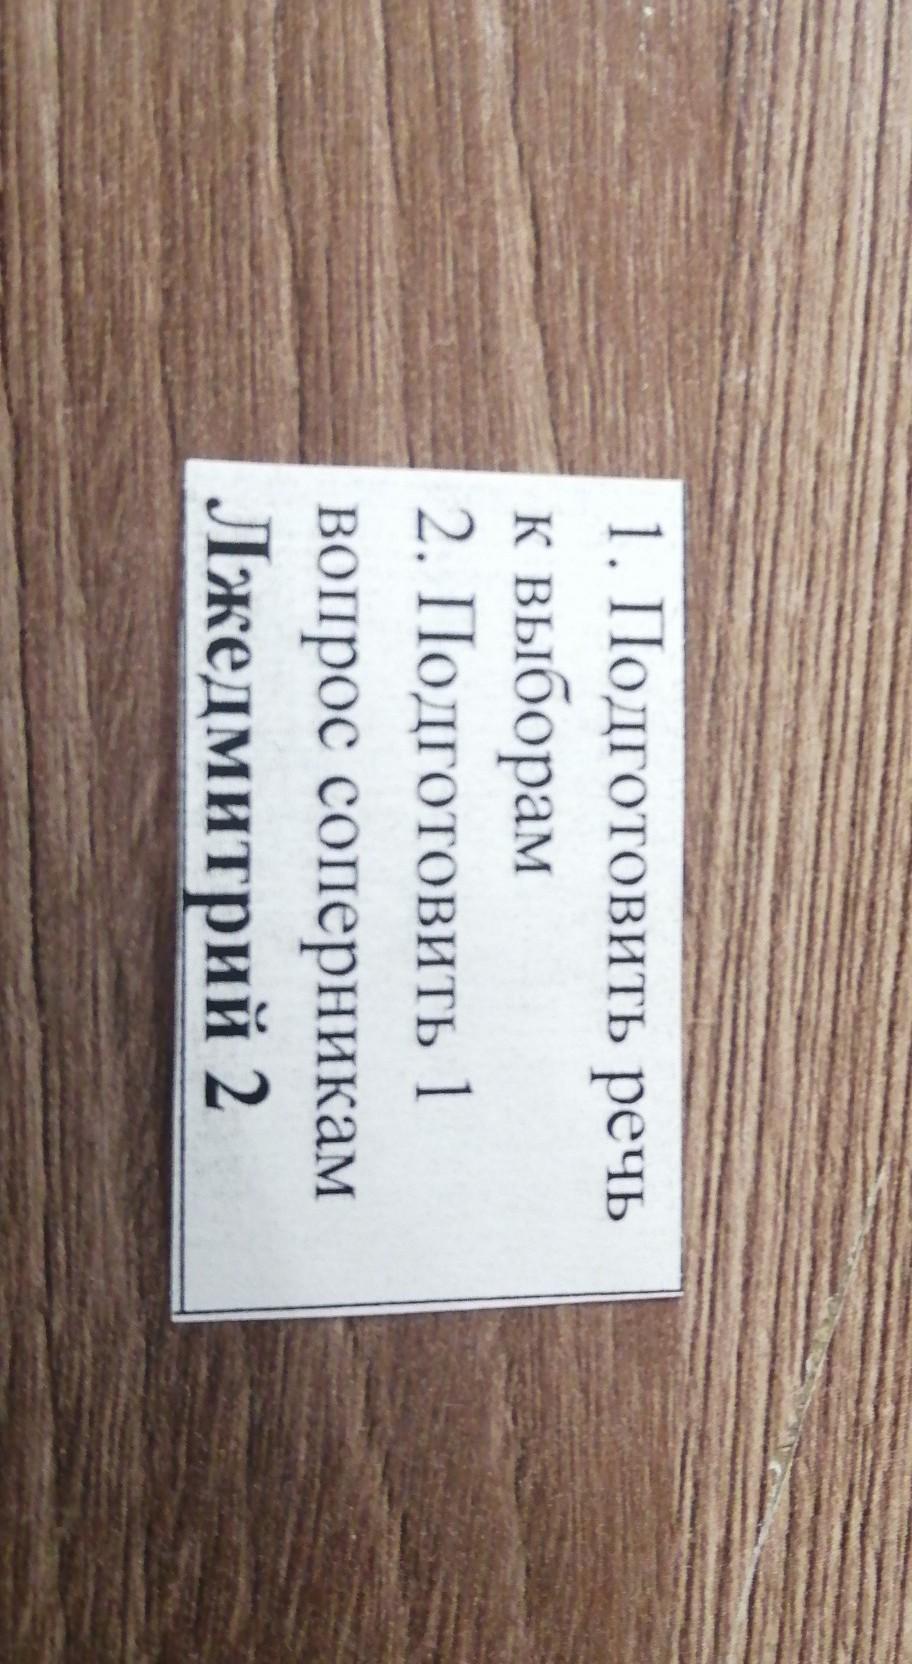 1. Подготовить речь
к выборам
2. Подготовить 1
вопрос соперникам
Лжедмитрий 2